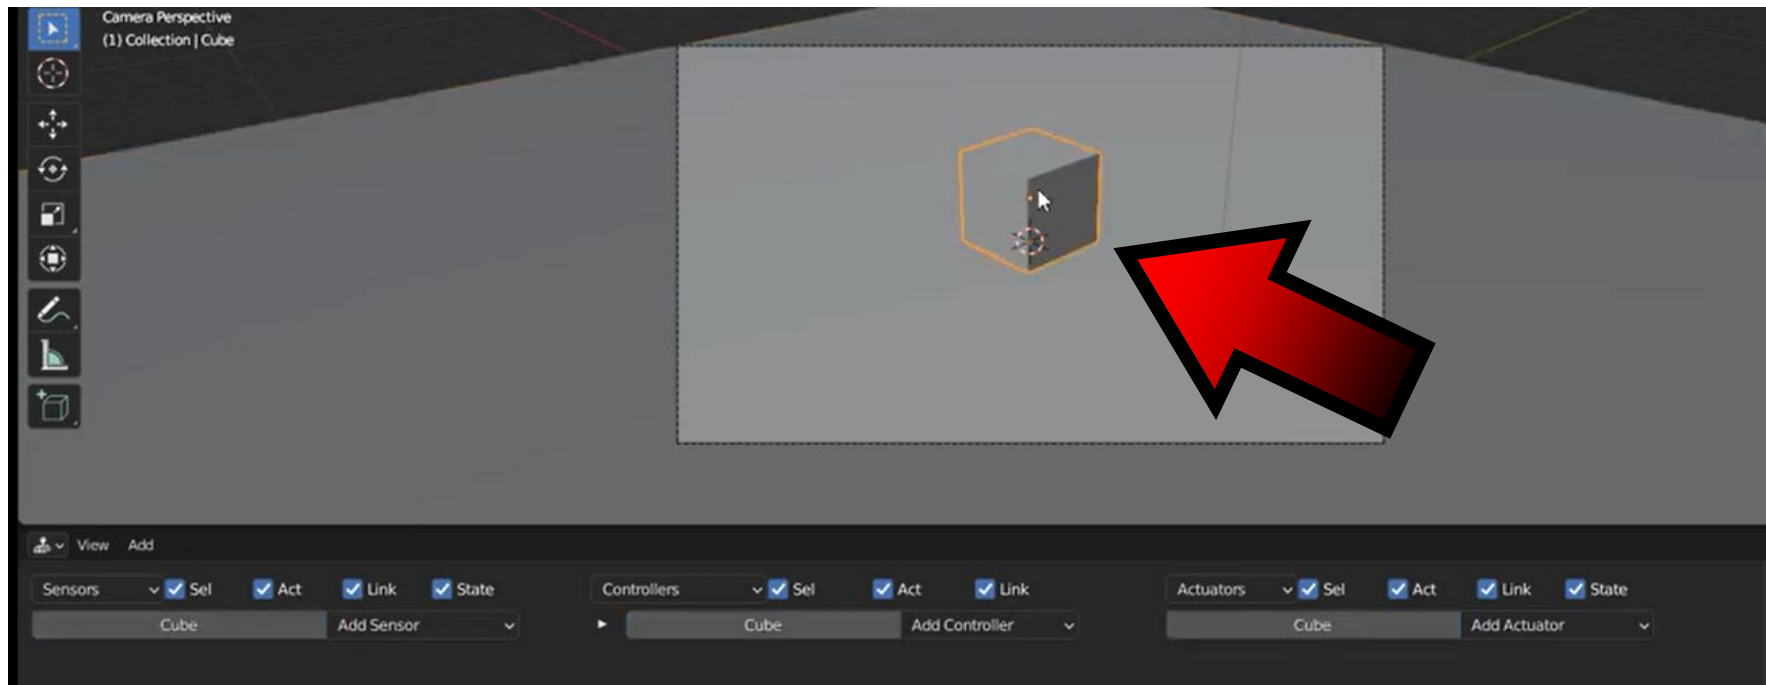 Camera Perspective
(1) Collection | Cube
View Add
Sensors Sel Act Link State Controllers Sel Act Link Actuators Sel Act Link State
Cube Add Sensor Cube Add Controller Cube Add Actuator